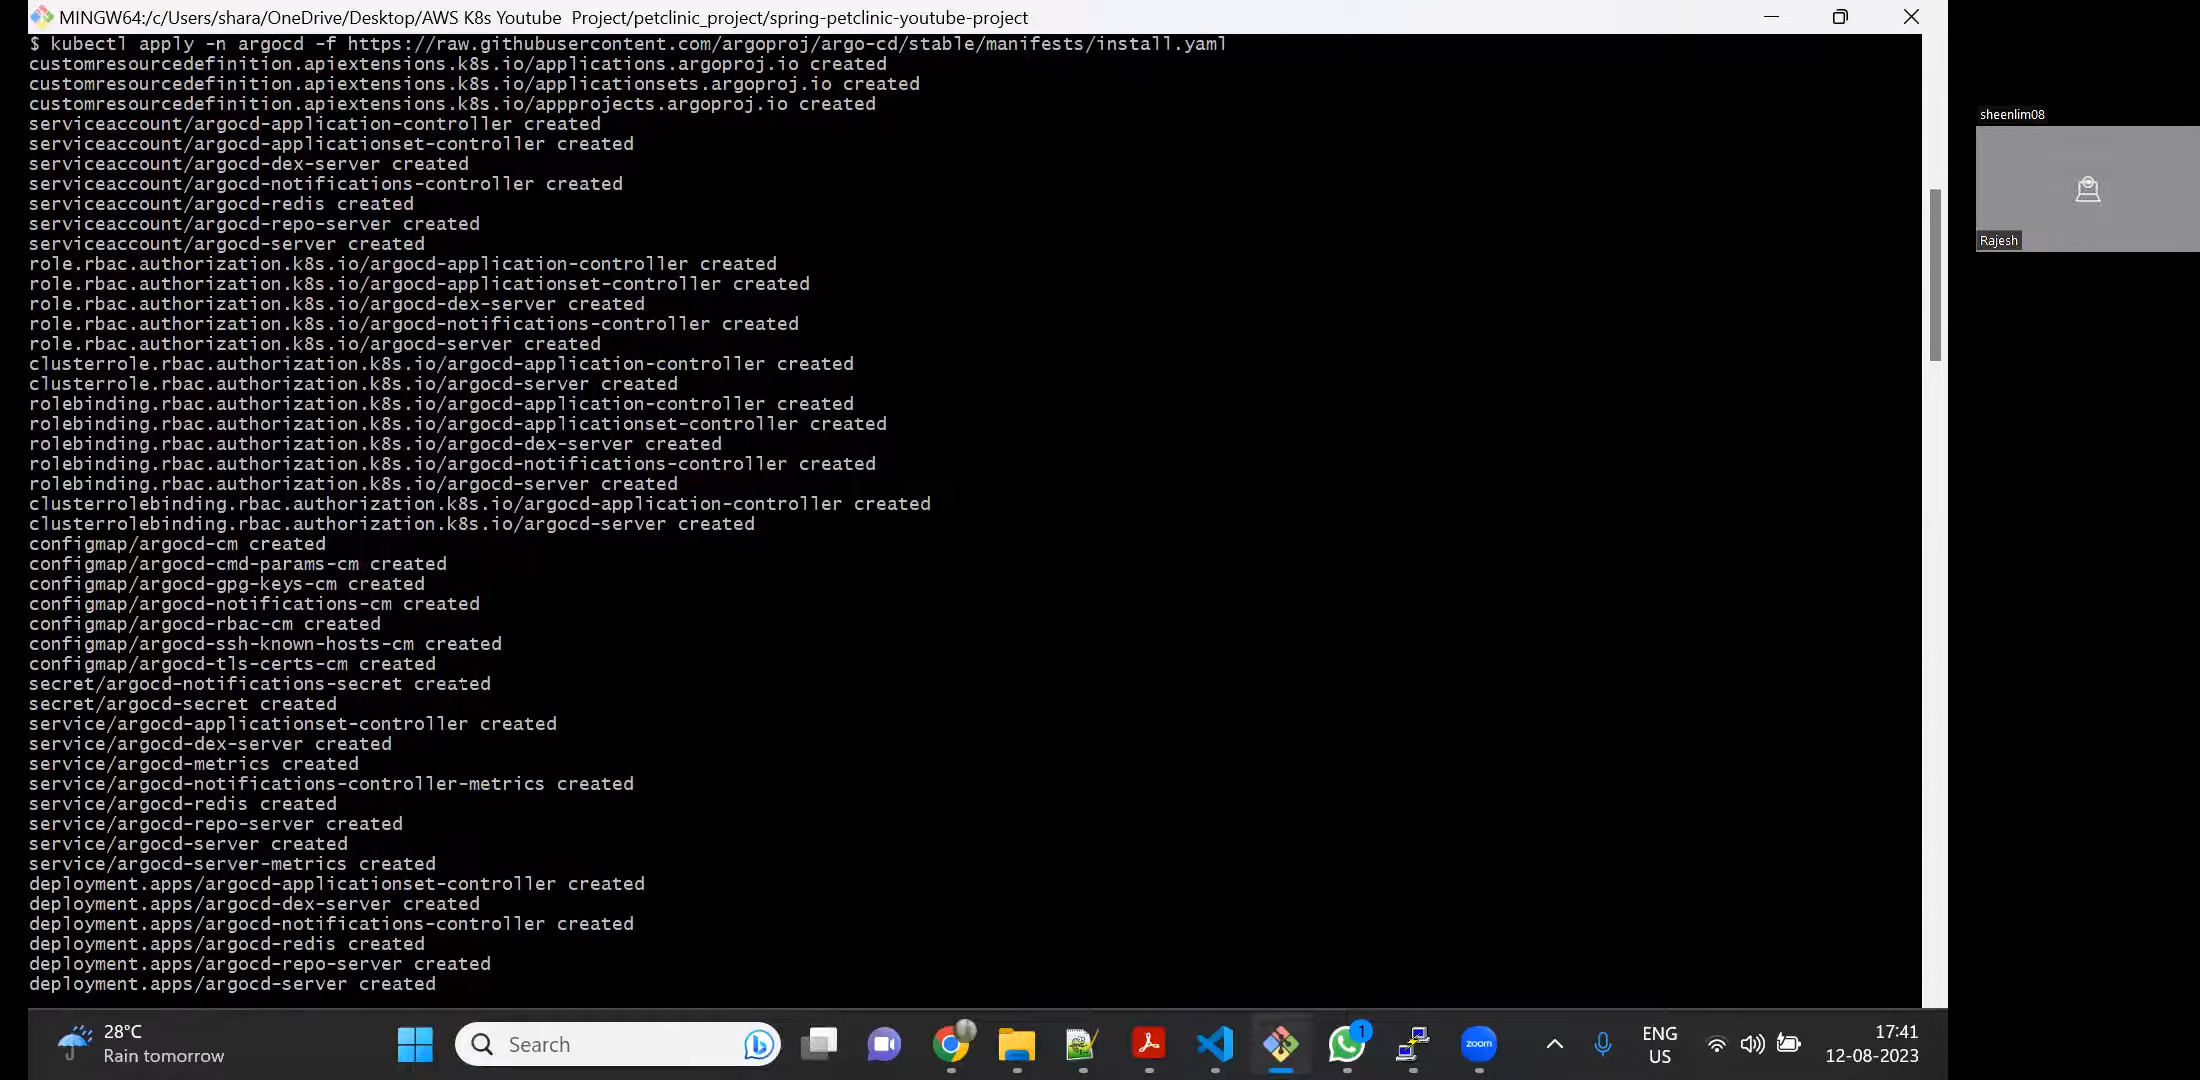 MINGW64:/c/Users/shara/OneDrive/Desktop/AWS K8s Youtube  Project/petclinic_project/spring-petclinic-youtube-project
$ kubectl apply -n argocd -f https://raw.githubusercontent.com/argoproj/argo-cd/stable/manifests/install.yaml
customresourcedefinition.apiextensions.k8s.io/applications.argoproj.io created
customresourcedefinition.apiextensions.k8s.io/applicationsets.argoproj.io created
customresourcedefinition.apiextensions.k8s.io/appprojects.argoproj.io created
serviceaccount/argocd-application-controller created
serviceaccount/argocd-applicationset-controller created
serviceaccount/argocd-dex-server created
serviceaccount/argocd-notifications-controller created
serviceaccount/argocd-redis created
serviceaccount/argocd-repo-server created
serviceaccount/argocd-server created
role.rbac.authorization.k8s.io/argocd-application-controller created
role.rbac.authorization.k8s.io/argocd-applicationset-controller created
role.rbac.authorization.k8s.io/argocd-dex-server created
role.rbac.authorization.k8s.io/argocd-notifications-controller created
role.rbac.authorization.k8s.io/argocd-server created
clusterrole.rbac.authorization.k8s.io/argocd-application-controller created
clusterrole.rbac.authorization.k8s.io/argocd-server created
rolebinding.rbac.authorization.k8s.io/argocd-application-controller created
rolebinding.rbac.authorization.k8s.io/argocd-applicationset-controller created
rolebinding.rbac.authorization.k8s.io/argocd-dex-server created
rolebinding.rbac.authorization.k8s.io/argocd-notifications-controller created
rolebinding.rbac.authorization.k8s.io/argocd-server created
clusterrolebinding.rbac.authorization.k8s.io/argocd-application-controller created
clusterrolebinding.rbac.authorization.k8s.io/argocd-server created
configmap/argocd-cm created
configmap/argocd-cmd-params-cm created
configmap/argocd-gpg-keys-cm created
configmap/argocd-notifications-cm created
configmap/argocd-rbac-cm created
configmap/argocd-ssh-known-hosts-cm created
configmap/argocd-tls-certs-cm created
secret/argocd-notifications-secret created
secret/argocd-secret created
service/argocd-applicationset-controller created
service/argocd-dex-server created
service/argocd-metrics created
service/argocd-notifications-controller-metrics created
service/argocd-redis created
service/argocd-repo-server created
service/argocd-server created
service/argocd-server-metrics created
deployment.apps/argocd-applicationset-controller created
deployment.apps/argocd-dex-server created
deployment.apps/argocd-notifications-controller created
deployment.apps/argocd-redis created
deployment.apps/argocd-repo-server created
deployment.apps/argocd-server created
sheenlim08
Rajesh
28°C
Rain tomorrow
Search
1
zoom
ENG
US
17:41
12-08-2023